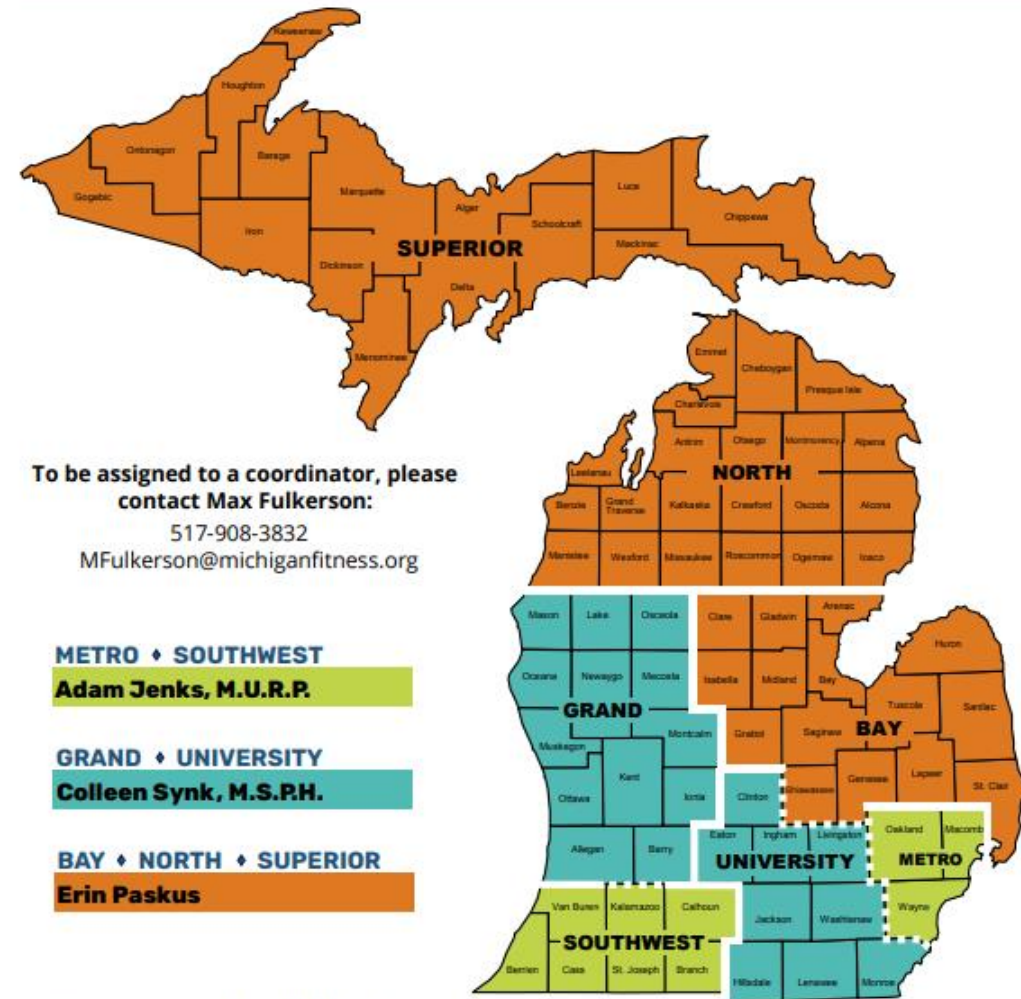 Keweenaw
Houghton
Ontonagon
Baraga
Gogebic
Marquette
Alger
Luce
Chippewa
Schoolcraft
Iron
Mackinac
SUPERIOR
Dickinson
Delta
Menominee
Emmet
Cheboygan
Presque Isle
Charlevoix
Antrim
Otsego
Montmorency
Alpena
NORTH
Leelanau
Benzie
Grand
Traverse
Kalkaska
Crawford
Oscoda
Alcona
Manistee
Wexford
Missaukee
Roscommon
Ogemaw
Iosco
To be assigned to a coordinator, please
contact Max Fulkerson:
517-908-3832
MFulkerson@michiganfitness.org
METRO ♦ SOUTHWEST
Adam Jenks, M.U.R.P.
GRAND ♦ UNIVERSITY
Colleen Synk, M.S.P.H.
BAY ♦ NORTH ♦ SUPERIOR
Erin Paskus
Mason
Lake
Osceola
Clare
Gladwin
Arenac
Huron
Oceana
Newaygo
Mecosta
Isabella
Midland
Bay
Tuscola
Sanilac
GRAND
Montcalm
Gratiot
Saginaw
BAY
Muskegon
Kent
Ottawa
Ionia
Clinton
Shiawassee
Genesee
Lapeer
St. Clair
Allegan
Barry
Eaton
Ingham
Livingston
Oakland
Macomb
UNIVERSITY
METRO
Van Buren
Kalamazoo
Calhoun
Jackson
Washtenaw
Wayne
SOUTHWEST
Berrien
Cass
St. Joseph
Branch
Hillsdale
Lenawee
Monroe